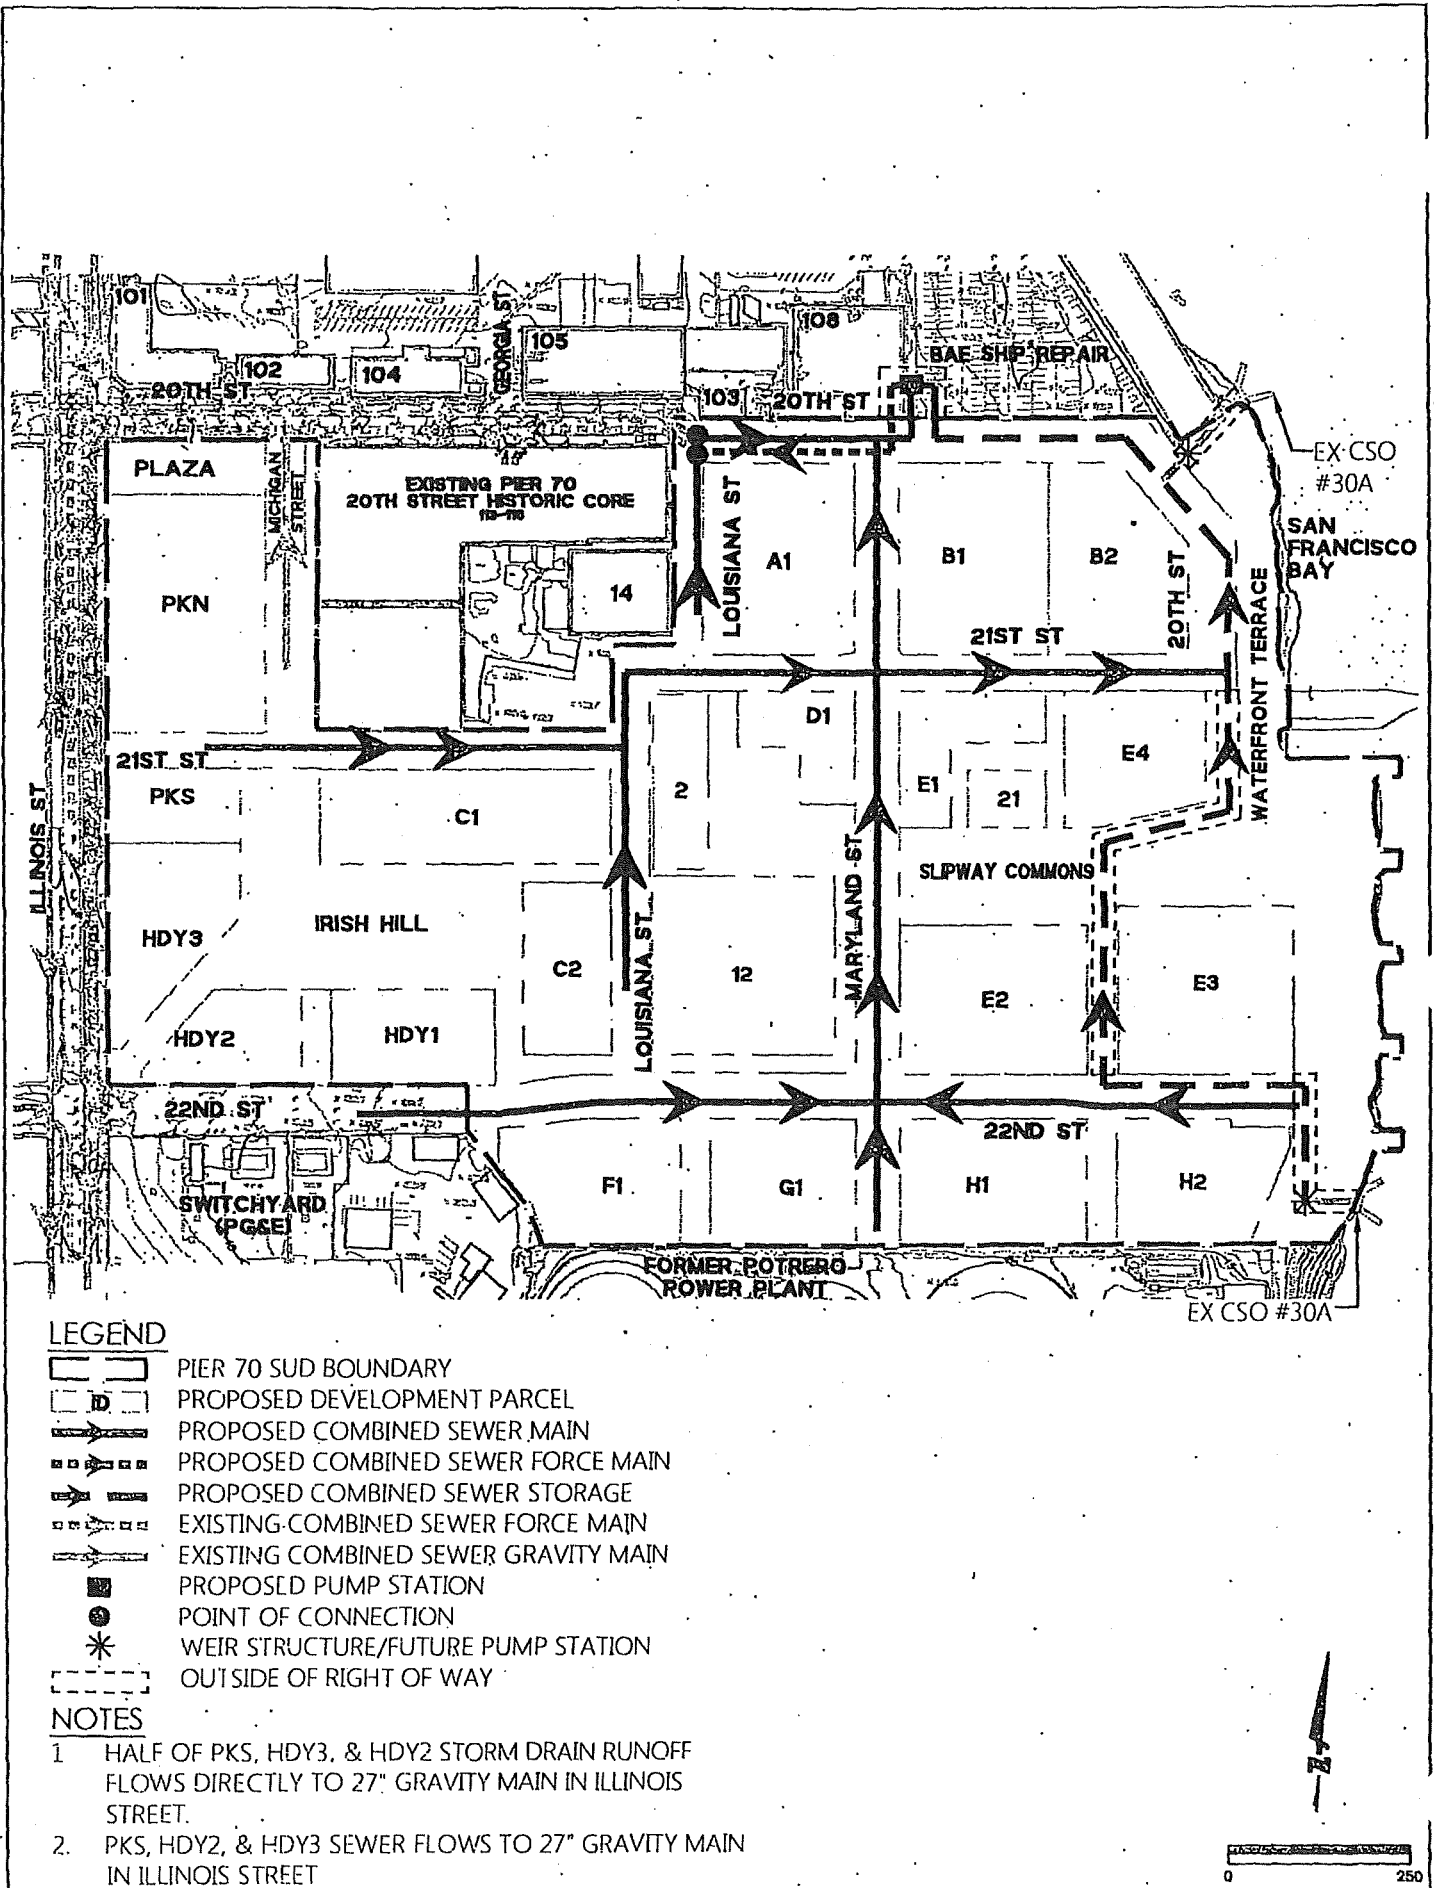 101
102
20TH ST
104
GEORGIA ST
105
103
108
20TH ST
BAE SHIP REPAIR
EX CSO
#30A
SAN
FRANCISCO
BAY
PLAZA
MICHIGAN
STREET
EXISTING PIER 70
20TH STREET HISTORIC CORE
PKN
14
LOUISIANA ST
A1
B1
B2
20TH ST
21ST ST
WATERFRONT TERRACE
21ST ST
PKS
C1
2
D1
E1
21
E4
ILLINOIS ST
HDY3
IRISH HILL
C2
LOUISIANA ST
12
MARYLAND ST
SLIPWAY COMMONS
E2
E3
HDY2
HDY1
22ND ST
22ND ST
SWITCHYARD
(PG&E)
F1
G1
H1
H2
FORMER POTRERO
POWER PLANT
EX CSO #30A
LEGEND
PIER 70 SUD BOUNDARY
D PROPOSED DEVELOPMENT PARCEL
PROPOSED COMBINED SEWER MAIN
PROPOSED COMBINED SEWER FORCE MAIN
PROPOSED COMBINED SEWER STORAGE
EXISTING COMBINED SEWER FORCE MAIN
EXISTING COMBINED SEWER GRAVITY MAIN
PROPOSED PUMP STATION
POINT OF CONNECTION
WEIR STRUCTURE/FUTURE PUMP STATION
OUTSIDE OF RIGHT OF WAY
NOTES
1 HALF OF PKS, HDY3, & HDY2 STORM DRAIN RUNOFF
FLOWS DIRECTLY TO 27" GRAVITY MAIN IN ILLINOIS
STREET.
2. PKS, HDY2, & HDY3 SEWER FLOWS TO 27" GRAVITY MAIN
IN ILLINOIS STREET
N
0 250